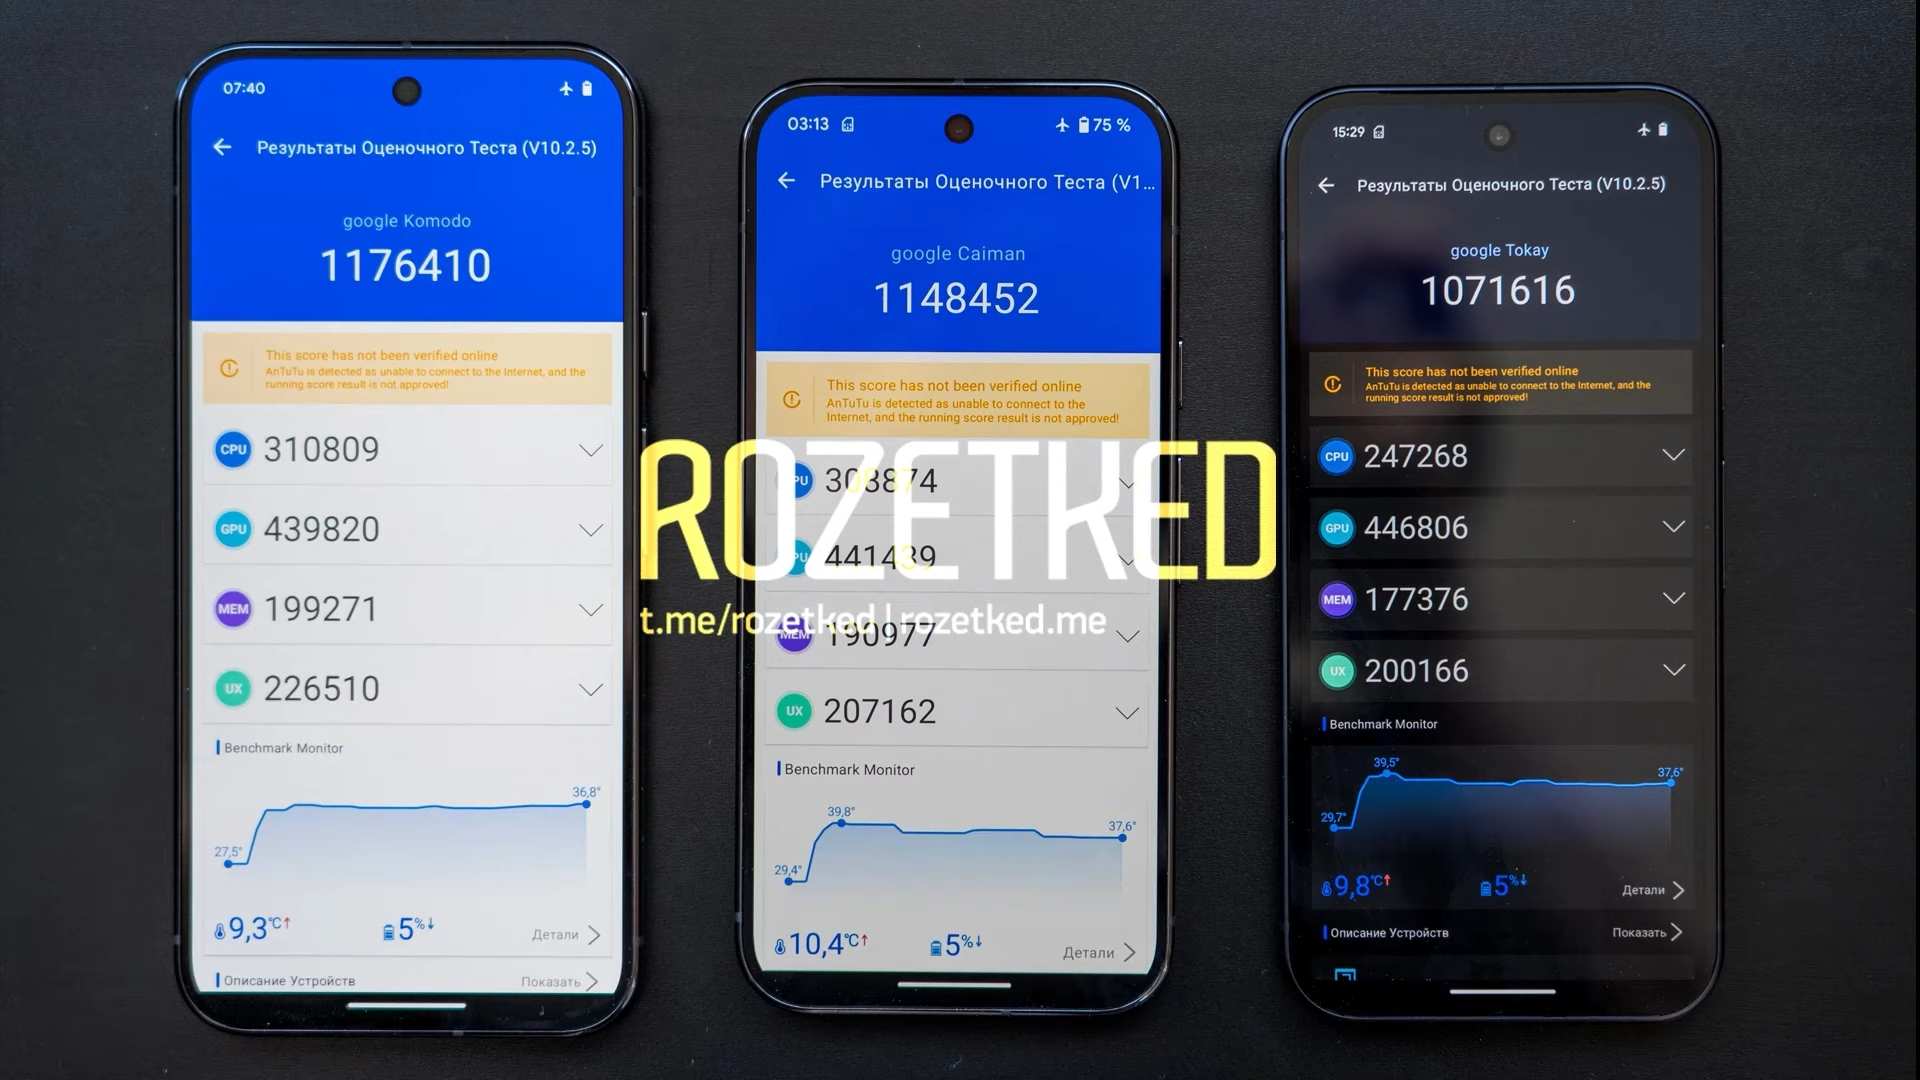 07:40
Результаты Оценочного Теста (V10.2.5)
google Komodo
1176410
This score has not been verified online
AnTuTu is detected as unable to connect to the Internet, and the
running score result is not approved!
CPU 310809
GPU 439820
MEM 199271
UX 226510
Benchmark Monitor
27,5°
36,8°
9,3°C↑
5%↓
Детали
Описание Устройств
Показать
03:13
75 %
Результаты Оценочного Теста (V1...
google Caiman
1148452
This score has not been verified online
AnTuTu is detected as unable to connect to the
Internet, and the running score result is not approved!
308874
441439
MEM 190977
UX 207162
Benchmark Monitor
29,4°
39,8°
37,6°
10,4°C↑
5%↓
Детали
ROZETKED
t.me/rozetked | rozetked.me
15:29
Результаты Оценочного Теста (V10.2.5)
google Tokay
1071616
This score has not been verified online
AnTuTu is detected as unable to connect to the Internet, and the
running score result is not approved!
CPU 247268
GPU 446806
MEM 177376
UX 200166
Benchmark Monitor
29,7°
39,5°
37,6°
9,8°C↑
5%↓
Детали
Описание Устройств
Показать